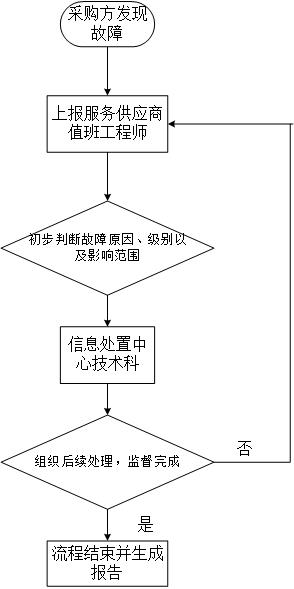 采购方发现
故障
上报服务供应商
值班工程师
初步判断故障原因、级别以
及影响范围
信息处置中
心技术科
组织后续处理，监督完成
否
是
流程结束并生成
报告